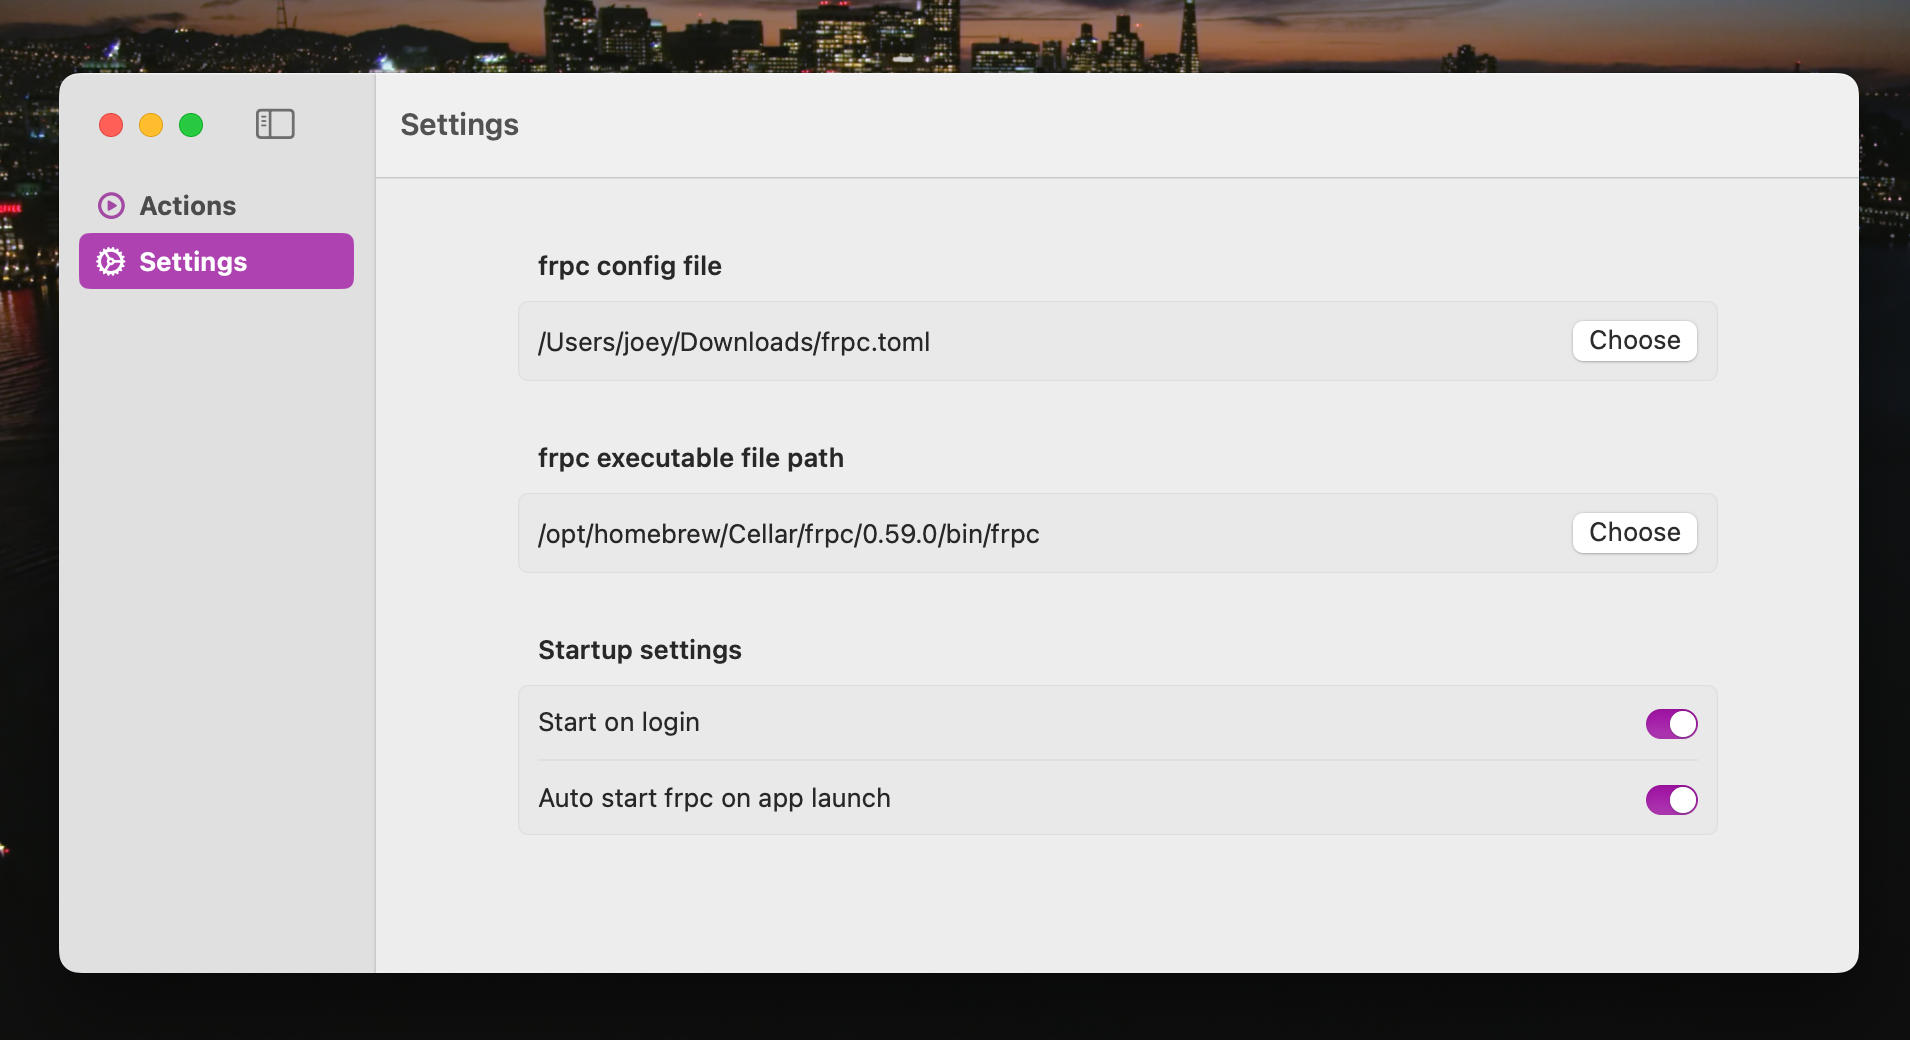 Settings
Actions
Settings
frpc config file
/Users/joey/Downloads/frpc.toml
Choose
frpc executable file path
/opt/homebrew/Cellar/frpc/0.59.0/bin/frpc
Choose
Startup settings
Start on login
Auto start frpc on app launch